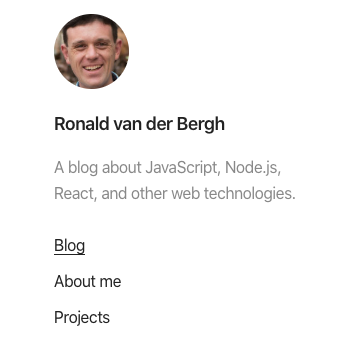 Ronald van der Bergh
A blog about JavaScript, Node.js,
React, and other web technologies.
Blog
About me
Projects